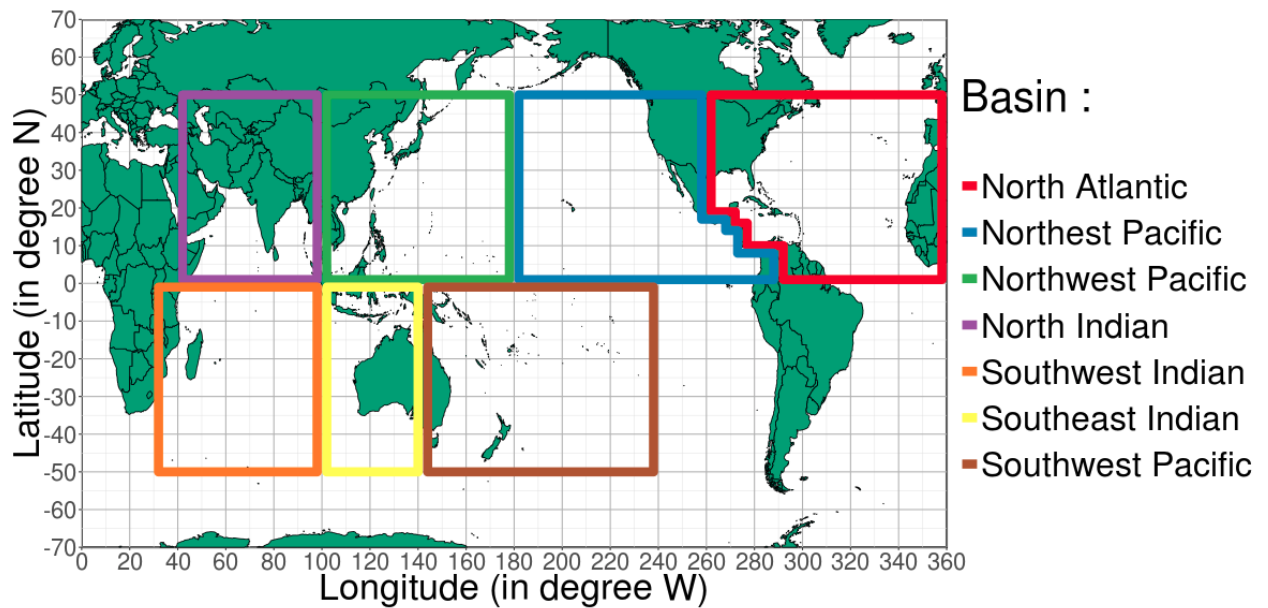 70
60
50
40
30
20
10
0
-10
-20
-30
-40
-50
-60
-70
Latitude (in degree N)
0 20 40 60 80 100 120 140 160 180 200 220 240 260 280 300 320 340 360
Longitude (in degree W)
Basin :
North Atlantic
Northest Pacific
Northwest Pacific
North Indian
Southwest Indian
Southeast Indian
Southwest Pacific